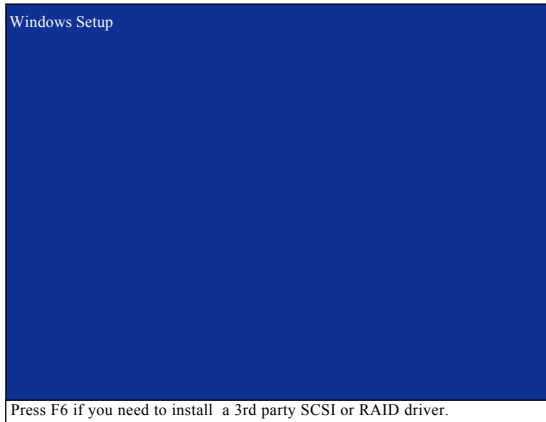 Windows Setup
Press F6 if you need to install a 3rd party SCSI or RAID driver.